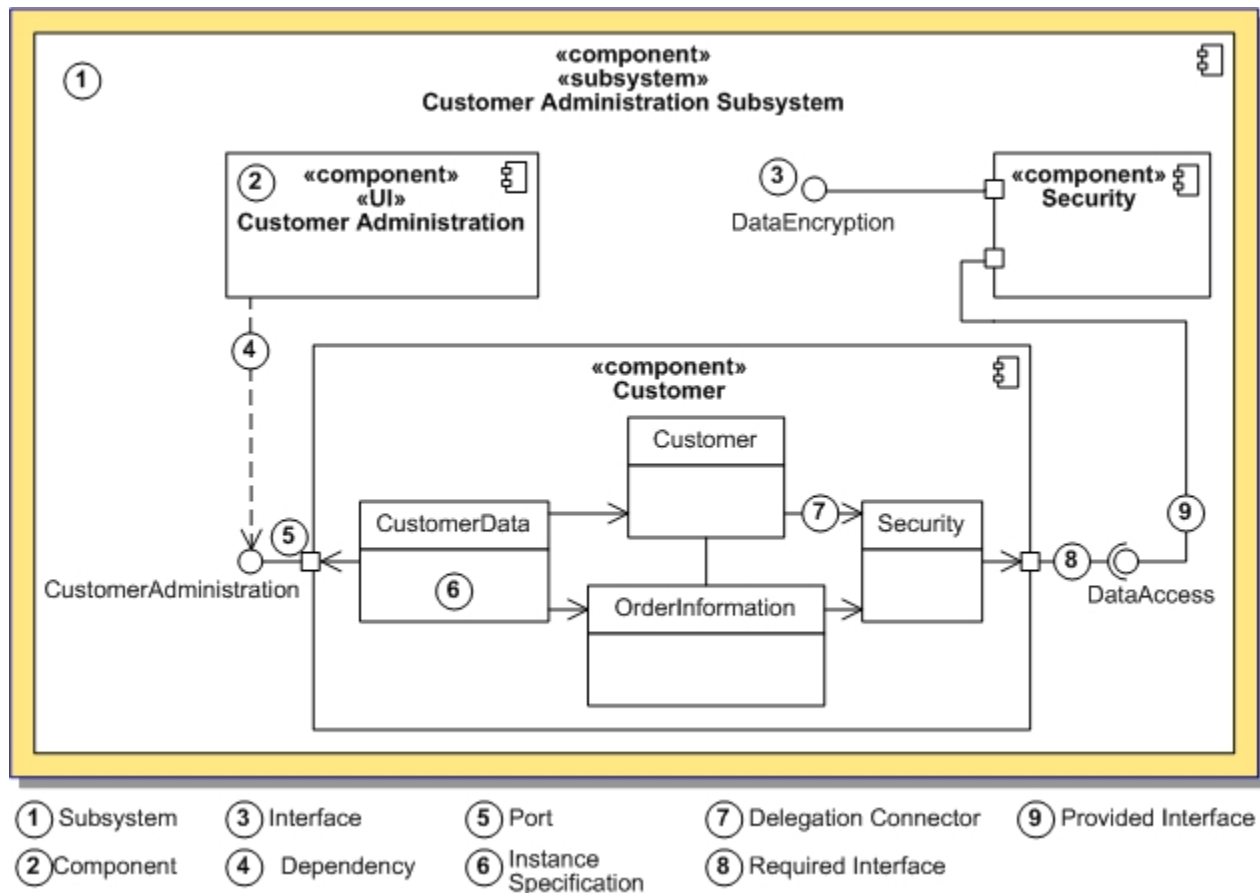 «component»
«subsystem»
Customer Administration Subsystem
1
2
«component»
«UI»
Customer Administration
3
DataEncryption
«component»
Security
4
«component»
Customer
Customer
CustomerData
7
Security
9
5
CustomerAdministration
6
OrderInformation
8
DataAccess
1 Subsystem
3 Interface
5 Port
7 Delegation Connector
9 Provided Interface
2 Component
4 Dependency
6 Instance
Specification
8 Required Interface